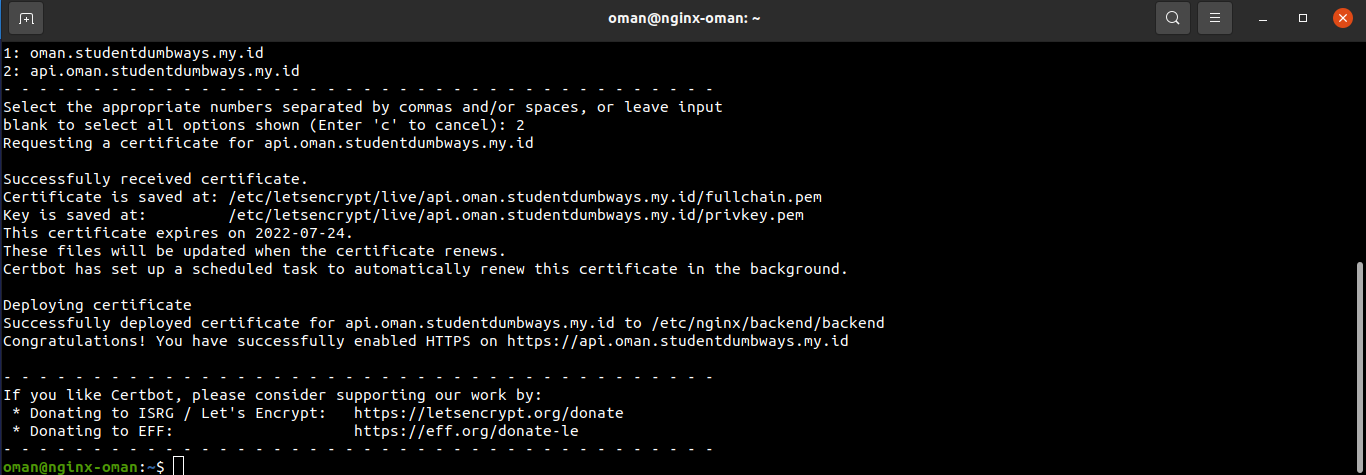 oman@nginx-oman: ~
1: oman.studentdumbways.my.id
2: api.oman.studentdumbways.my.id
- - - - - - - - - - - - - - - - - - - - - - - - - - - - - - - - - - - - - - - -
Select the appropriate numbers separated by commas and/or spaces, or leave input
blank to select all options shown (Enter 'c' to cancel): 2
Requesting a certificate for api.oman.studentdumbways.my.id
Successfully received certificate.
Certificate is saved at: /etc/letsencrypt/live/api.oman.studentdumbways.my.id/fullchain.pem
Key is saved at:         /etc/letsencrypt/live/api.oman.studentdumbways.my.id/privkey.pem
This certificate expires on 2022-07-24.
These files will be updated when the certificate renews.
Certbot has set up a scheduled task to automatically renew this certificate in the background.
Deploying certificate
Successfully deployed certificate for api.oman.studentdumbways.my.id to /etc/nginx/backend/backend
Congratulations! You have successfully enabled HTTPS on https://api.oman.studentdumbways.my.id
- - - - - - - - - - - - - - - - - - - - - - - - - - - - - - - - - - - - - - - -
If you like Certbot, please consider supporting our work by:
 * Donating to ISRG / Let's Encrypt:   https://letsencrypt.org/donate
 * Donating to EFF:                    https://eff.org/donate-le
- - - - - - - - - - - - - - - - - - - - - - - - - - - - - - - - - - - - - - - -
oman@nginx-oman:~$